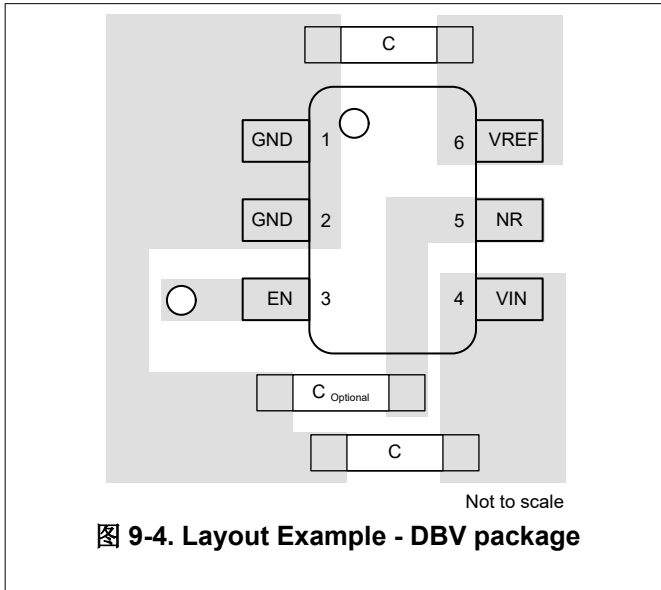 C
GND 1 6 VREF
GND 2 5 NR
EN 3 4 VIN
C Optional
C
Not to scale
图 9-4. Layout Example - DBV package